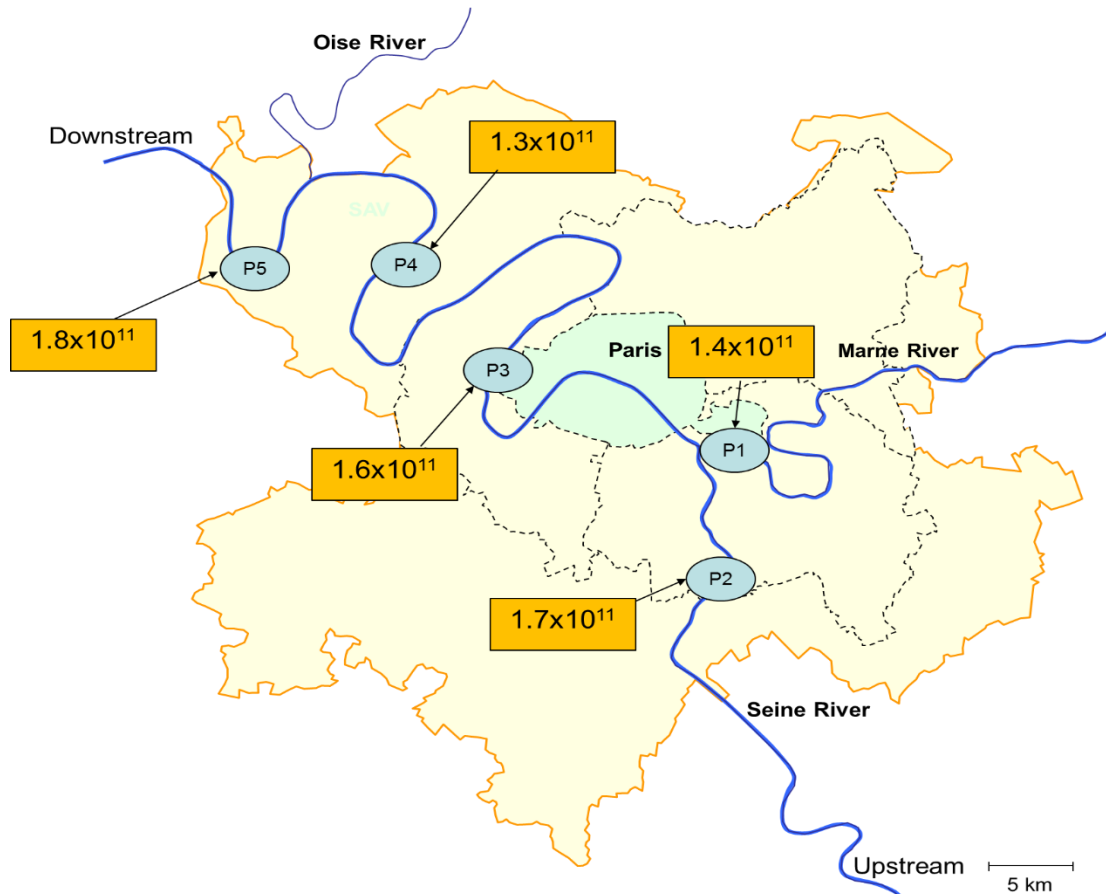 Oise River
Downstream
1.3x10¹¹
SAV
P5
P4
1.8x10¹¹
Paris
1.4x10¹¹
Marne River
P3
1.6x10¹¹
P1
P2
1.7x10¹¹
Seine River
Upstream
5 km